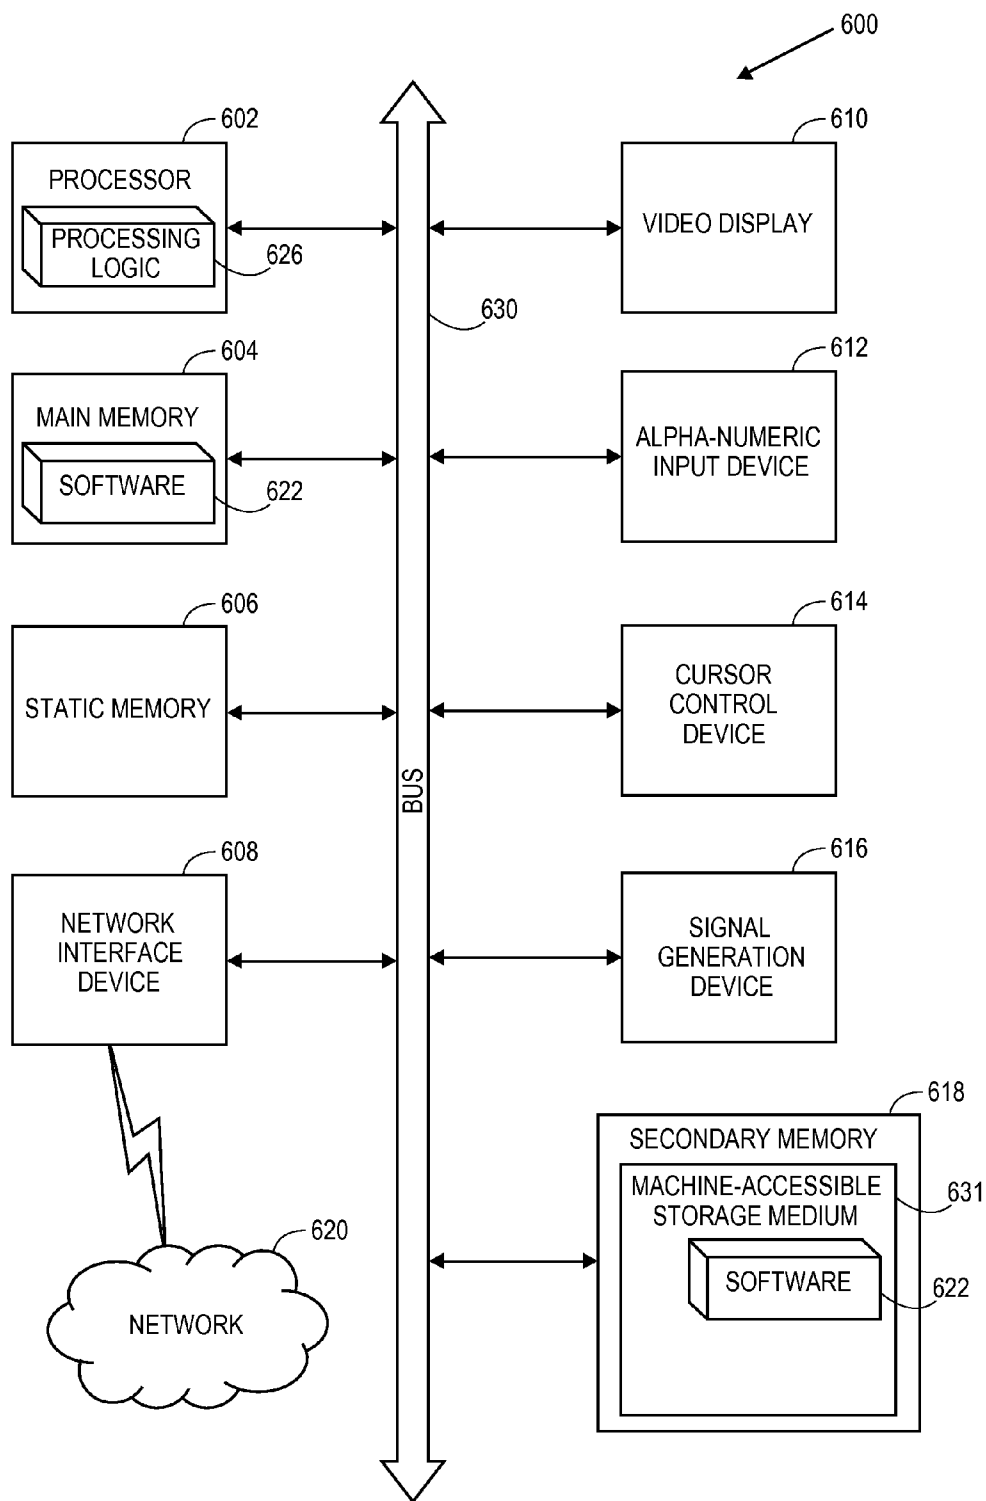 600
602
PROCESSOR
PROCESSING
LOGIC
626
610
VIDEO DISPLAY
630
604
MAIN MEMORY
SOFTWARE
622
612
ALPHA-NUMERIC
INPUT DEVICE
606
STATIC MEMORY
614
CURSOR
CONTROL
DEVICE
BUS
608
NETWORK
INTERFACE
DEVICE
616
SIGNAL
GENERATION
DEVICE
618
SECONDARY MEMORY
MACHINE-ACCESSIBLE
STORAGE MEDIUM
631
SOFTWARE
622
620
NETWORK